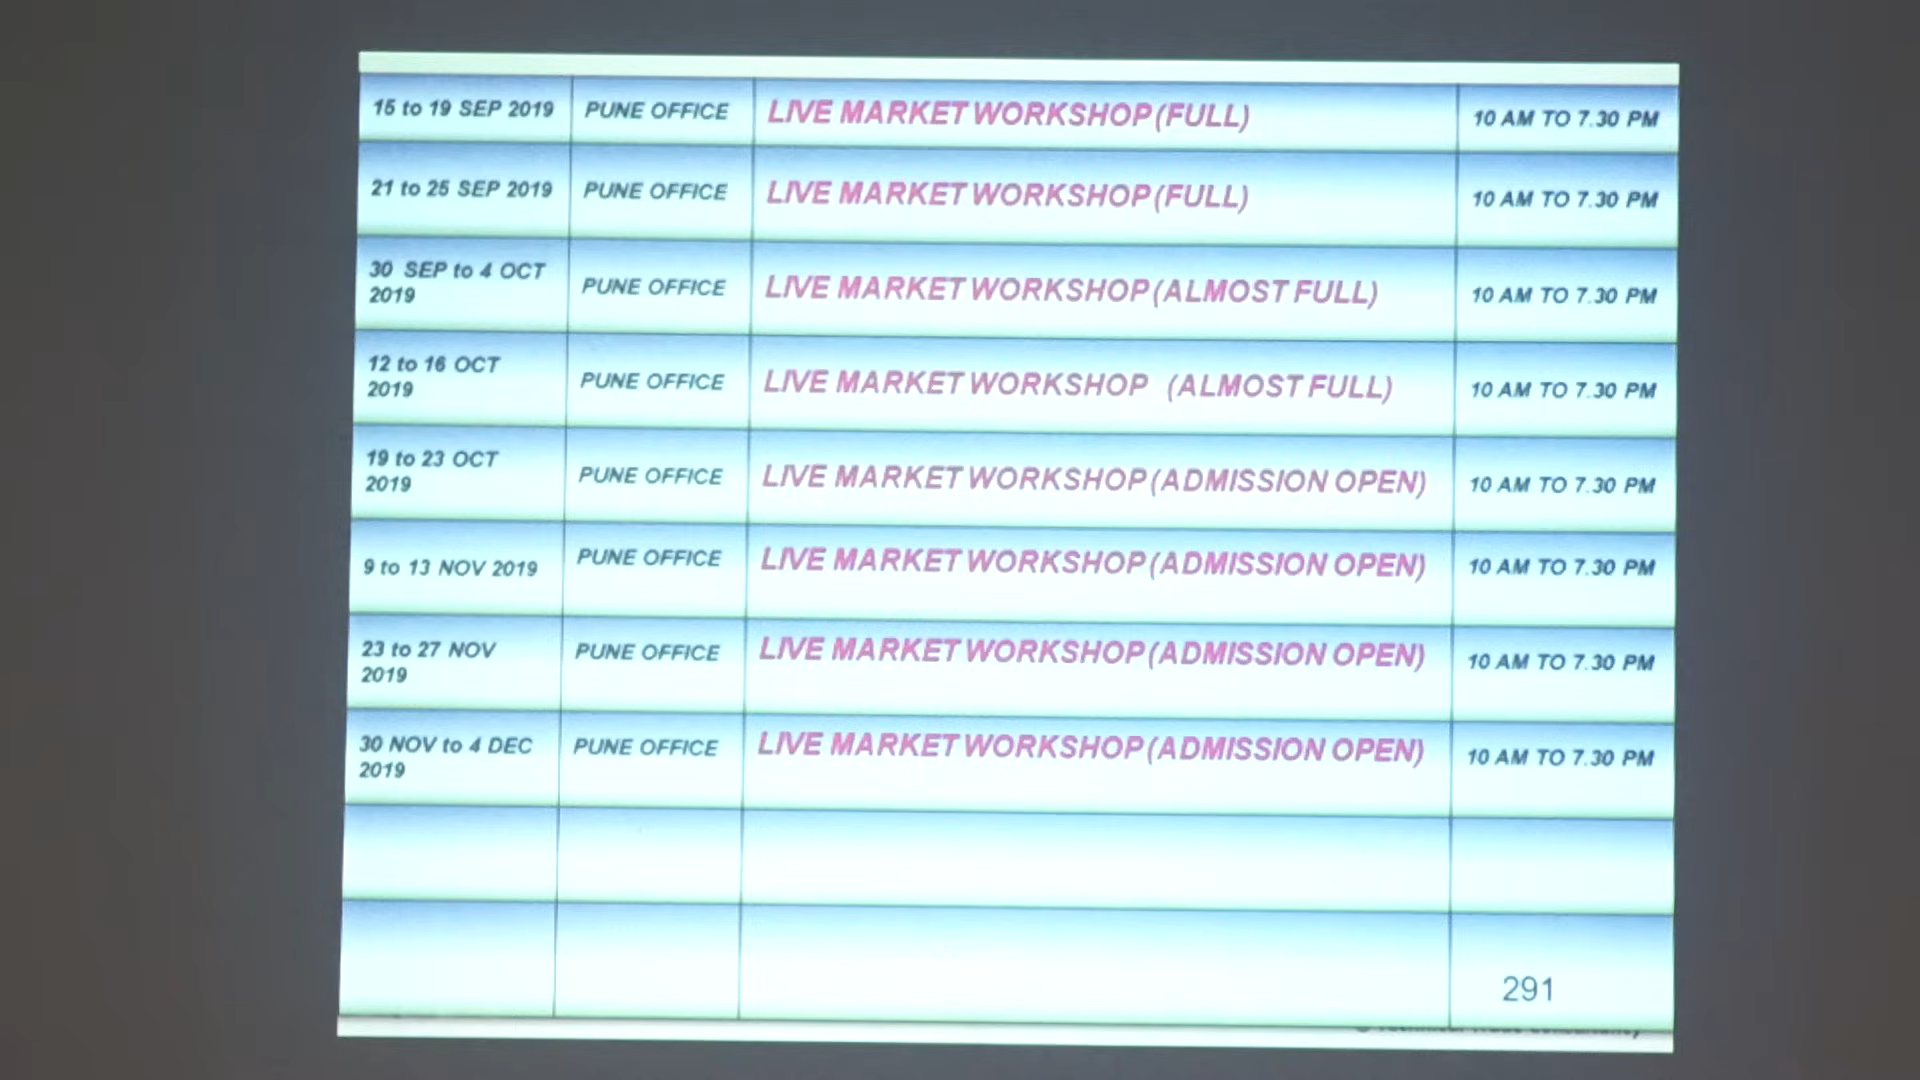 15 to 19 SEP 2019 PUNE OFFICE LIVE MARKET WORKSHOP (FULL) 10 AM TO 7.30 PM
21 to 25 SEP 2019 PUNE OFFICE LIVE MARKET WORKSHOP (FULL) 10 AM TO 7.30 PM
30 SEP to 4 OCT
2019 PUNE OFFICE LIVE MARKET WORKSHOP (ALMOST FULL) 10 AM TO 7.30 PM
12 to 16 OCT
2019 PUNE OFFICE LIVE MARKET WORKSHOP (ALMOST FULL) 10 AM TO 7.30 PM
19 to 23 OCT
2019 PUNE OFFICE LIVE MARKET WORKSHOP (ADMISSION OPEN) 10 AM TO 7.30 PM
9 to 13 NOV 2019 PUNE OFFICE LIVE MARKET WORKSHOP (ADMISSION OPEN) 10 AM TO 7.30 PM
23 to 27 NOV
2019 PUNE OFFICE LIVE MARKET WORKSHOP (ADMISSION OPEN) 10 AM TO 7.30 PM
30 NOV to 4 DEC
2019 PUNE OFFICE LIVE MARKET WORKSHOP (ADMISSION OPEN) 10 AM TO 7.30 PM
291